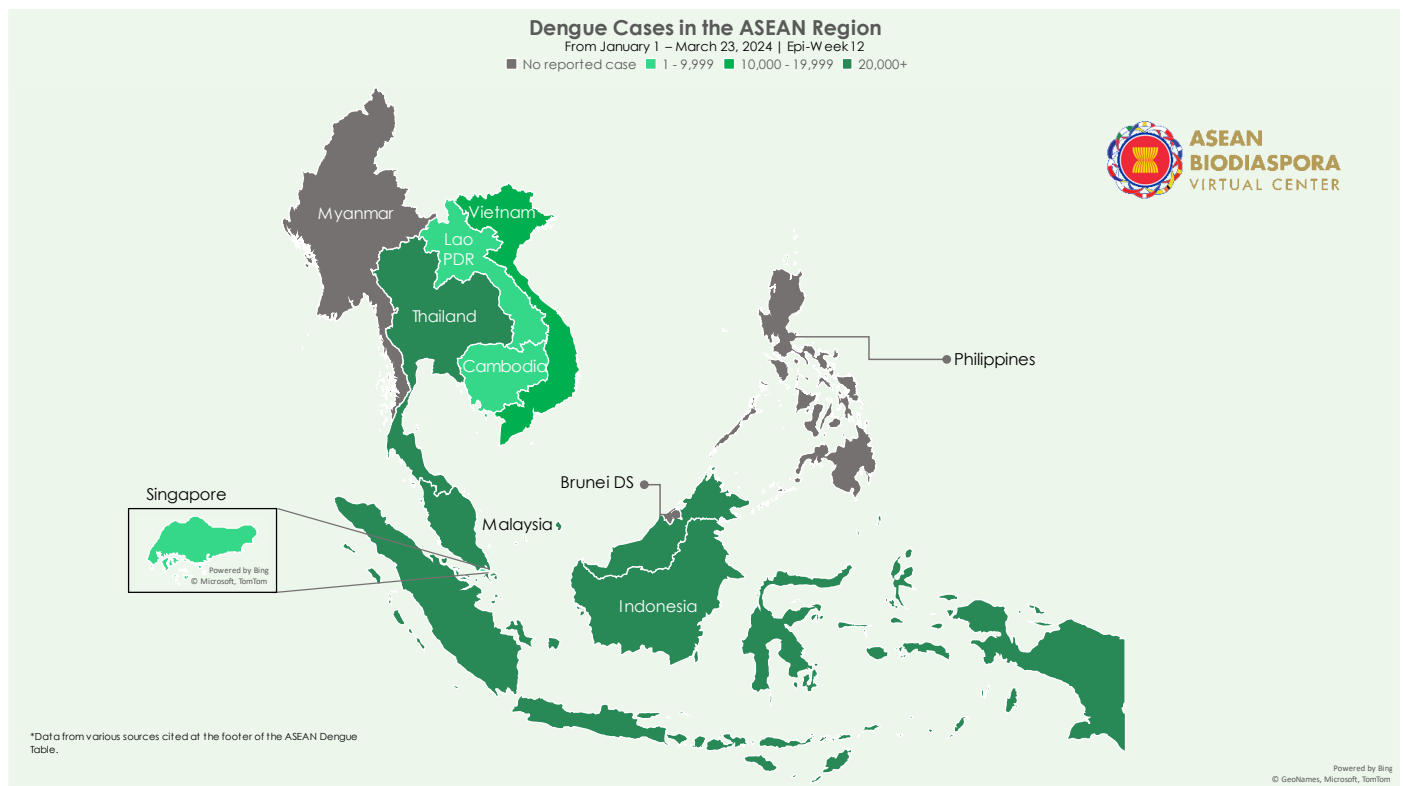 Dengue Cases in the ASEAN Region
From January 1 – March 23, 2024 | Epi-Week 12
No reported case 1 - 9,999 10,000 - 19,999 20,000+
ASEAN
BIODIASPORA
VIRTUAL CENTER
Myanmar
Vietnam
Lao
PDR
Thailand
Cambodia
Philippines
Brunei DS
Singapore
Malaysia
Powered by Bing
© Microsoft, TomTom
Indonesia
*Data from various sources cited at the footer of the ASEAN Dengue
Table.
Powered by Bing
© GeoNames, Microsoft, TomTom